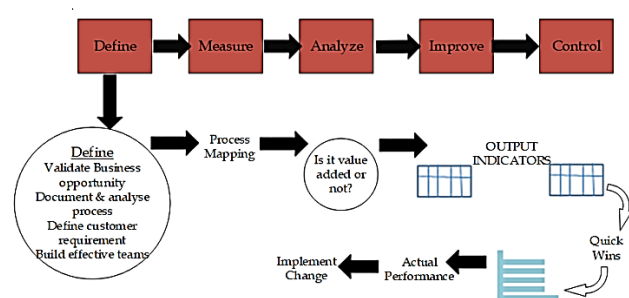 Define
Measure
Analyze
Improve
Control
Define
Validate Business
opportunity
Document & analyse
process
Define customer
requirement
Build effective teams
Process
Mapping
Is it value
added or
not?
OUTPUT
INDICATORS
Quick
Wins
Actual
Performance
Implement
Change